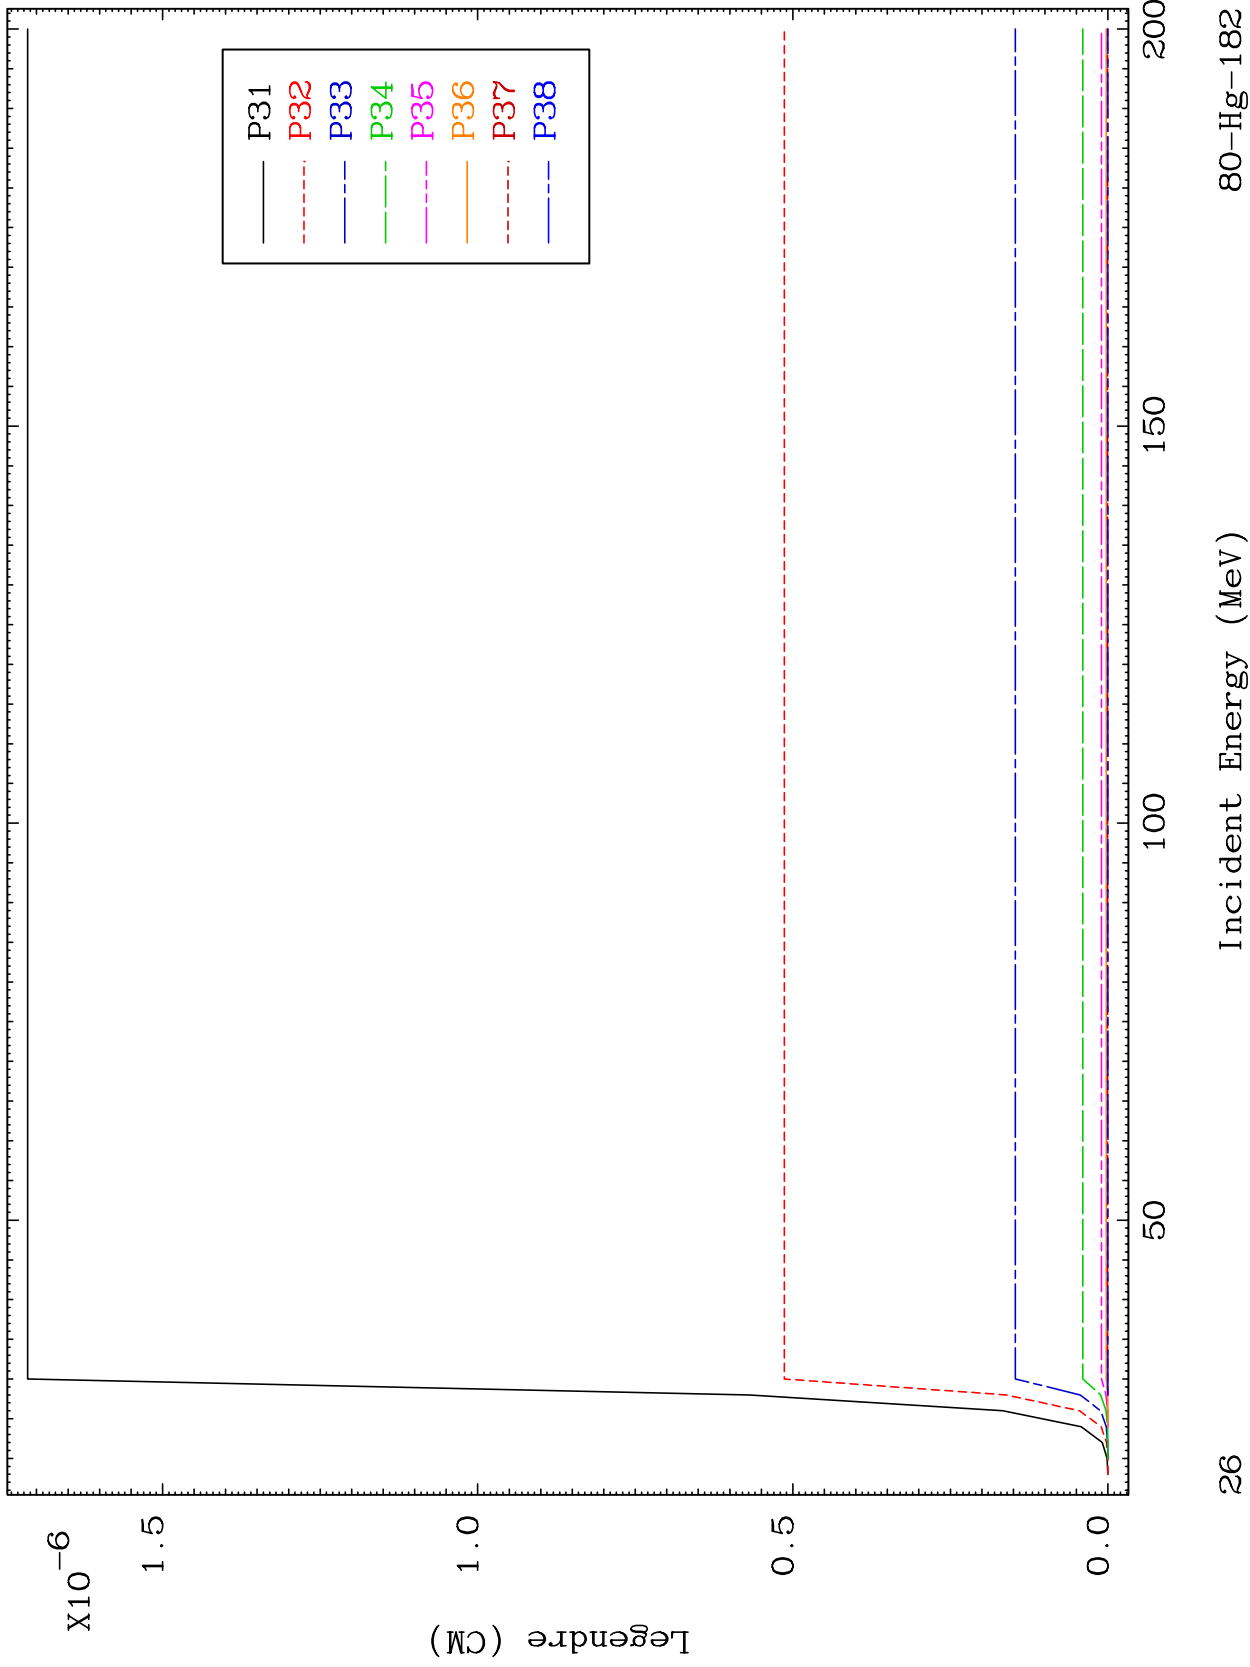 X10⁻⁶
1.5
1.0
0.5
0.0
Legendre (CM)
P31
P32
P33
P34
P35
P36
P37
P38
50
100
150
200
Incident Energy (MeV)
26
80-Hg-182